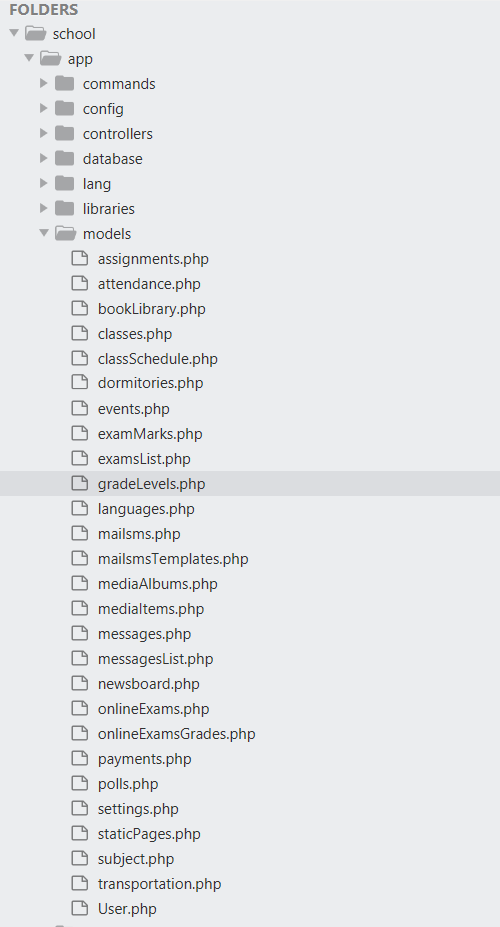 FOLDERS
school
app
commands
config
controllers
database
lang
libraries
models
assignments.php
attendance.php
bookLibrary.php
classes.php
classSchedule.php
dormitories.php
events.php
examMarks.php
examsList.php
gradeLevels.php
languages.php
mailsms.php
mailsmsTemplates.php
mediaAlbums.php
mediaItems.php
messages.php
messagesList.php
newsboard.php
onlineExams.php
onlineExamsGrades.php
payments.php
polls.php
settings.php
staticPages.php
subject.php
transportation.php
User.php